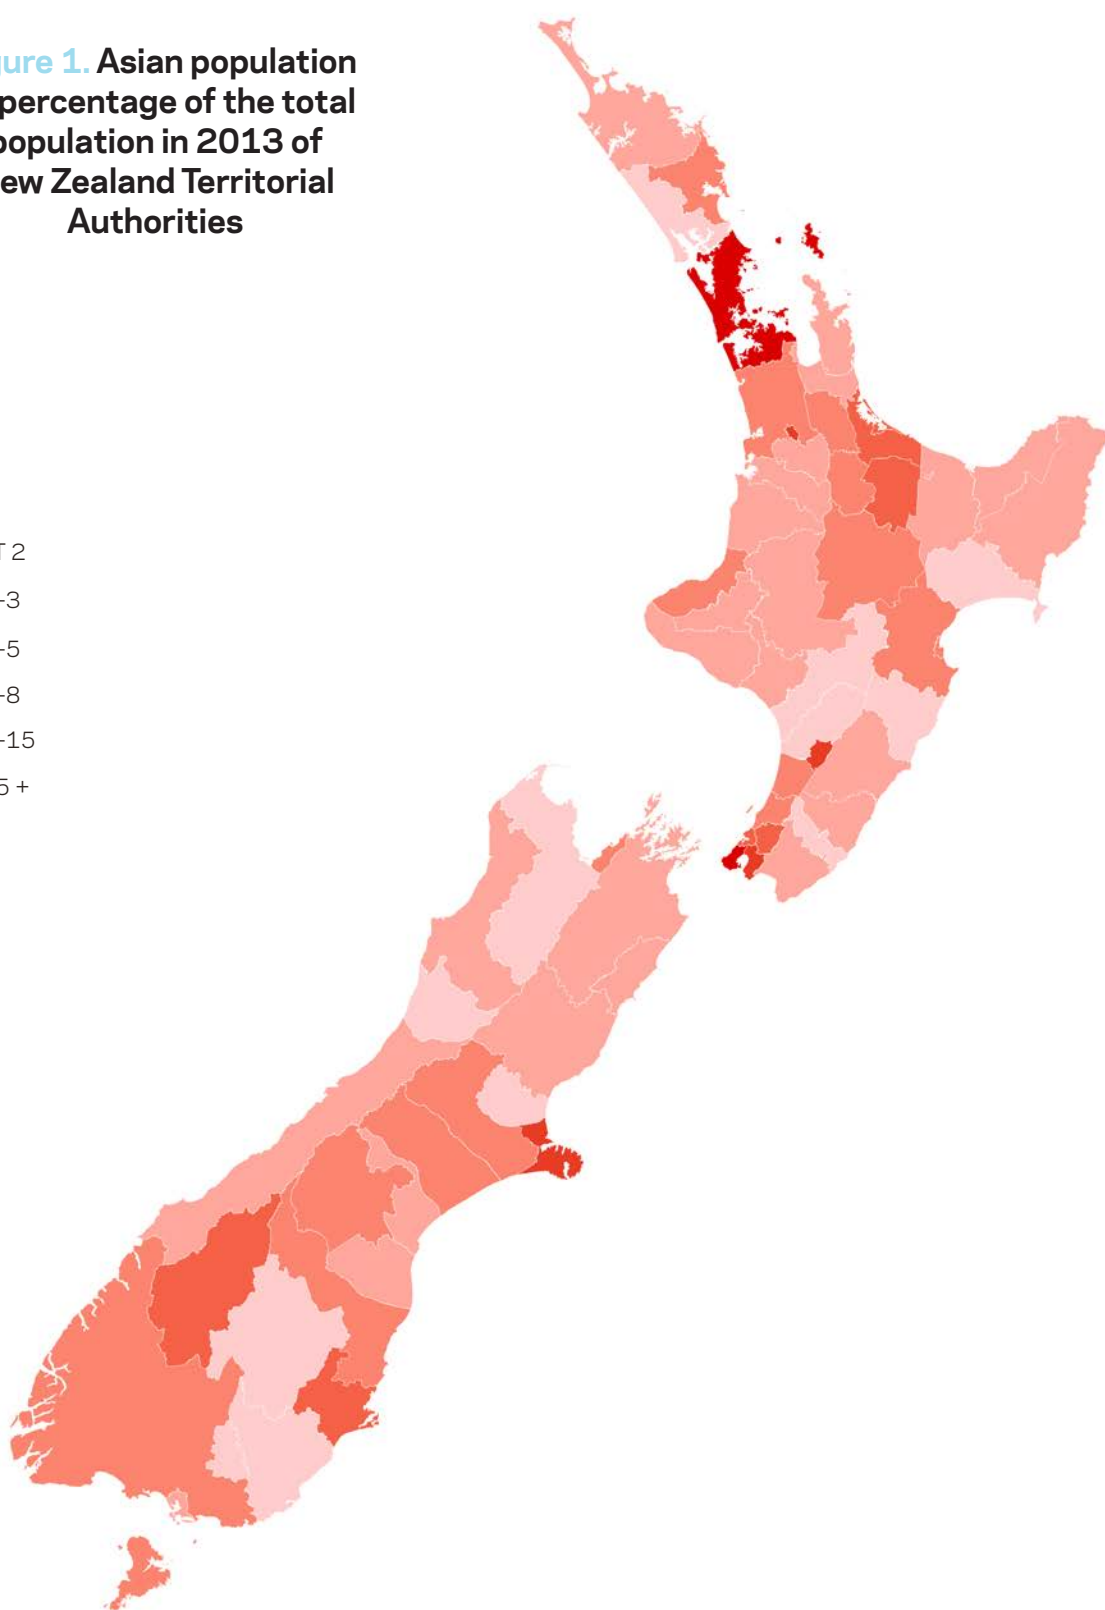 ure 1. Asian population
percentage of the total
population in 2013 of
ew Zealand Territorial
Authorities
T 2
-3
-5
-8
-15
5 +